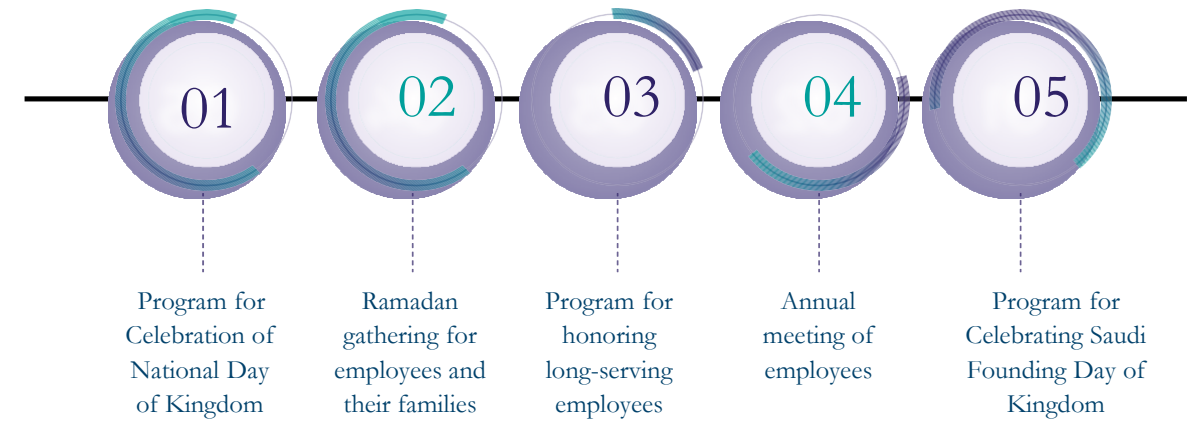 01
Program for
Celebration of
National Day
of Kingdom
02
Ramadan
gathering for
employees and
their families
03
Program for
honoring
long-serving
employees
04
Annual
meeting of
employees
05
Program for
Celebrating Saudi
Founding Day of
Kingdom